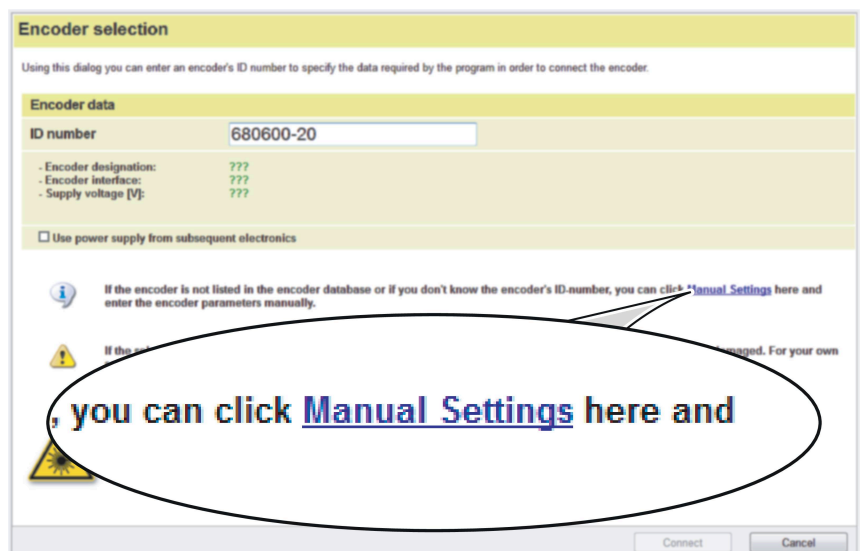 Encoder selection
Using this dialog you can enter an encoder's ID number to specify the data required by the program in order to connect the encoder.
Encoder data
ID number 680600-20
- Encoder designation: ???
- Encoder interface: ???
- Supply voltage [V]: ???
Use power supply from subsequent electronics
If the encoder is not listed in the encoder database or if you don't know the encoder's ID-number, you can click Manual Settings here and
enter the encoder parameters manually.
If the maged. For your own
, you can click Manual Settings here and
Connect Cancel